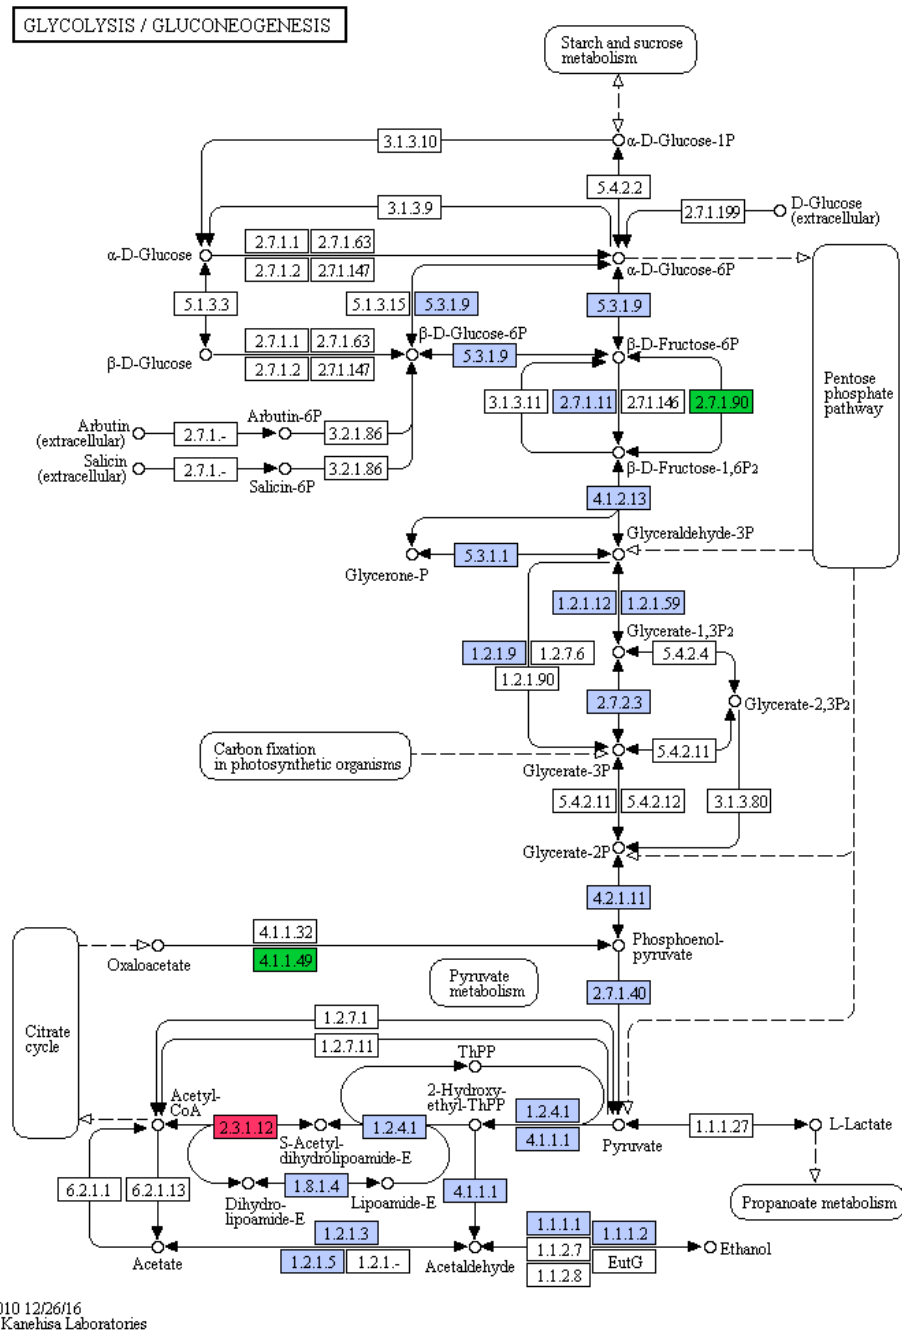 GLYCOLYSIS / GLUCONEOGENESIS
Starch and sucrose
metabolism
3.1.3.10
α-D-Glucose-1P
5.4.2.2
3.1.3.9
2.7.1.199
D-Glucose
(extracellular)
α-D-Glucose
2.7.1.1
2.7.1.63
2.7.1.2
2.7.1.147
α-D-Glucose-6P
5.1.3.3
5.1.3.15
5.3.1.9
5.3.1.9
β-D-Glucose
2.7.1.1
2.7.1.63
2.7.1.2
2.7.1.147
β-D-Glucose-6P
5.3.1.9
β-D-Fructose-6P
Pentose
phosphate
pathway
3.1.3.11
2.7.1.11
2.7.1.146
2.7.1.90
Arbutin
(extracellular)
2.7.1.-
Arbutin-6P
3.2.1.86
Salicin
(extracellular)
2.7.1.-
Salicin-6P
3.2.1.86
β-D-Fructose-1,6P2
4.1.2.13
Glyceraldehyde-3P
Glycerone-P
5.3.1.1
1.2.1.12
1.2.1.59
Glycerate-1,3P2
1.2.1.9
1.2.7.6
1.2.1.90
5.4.2.4
2.7.2.3
Glycerate-2,3P2
Carbon fixation
in photosynthetic organisms
Glycerate-3P
5.4.2.11
5.4.2.11
5.4.2.12
3.1.3.80
Glycerate-2P
4.2.1.11
Oxaloacetate
4.1.1.32
4.1.1.49
Phosphoenol-
pyruvate
Pyruvate
metabolism
2.7.1.40
Citrate
cycle
1.2.7.1
1.2.7.11
ThPP
Acetyl-
CoA
2-Hydroxy-
ethyl-ThPP
2.3.1.12
S-Acetyl-
dihydrolipoamide-E
1.2.4.1
1.2.4.1
4.1.1.1
Pyruvate
1.1.1.27
L-Lactate
6.2.1.1
6.2.1.13
Dihydro-
lipoamide-E
1.8.1.4
Lipoamide-E
4.1.1.1
Propanoate metabolism
Acetate
1.2.1.3
1.2.1.5
1.2.1.-
Acetaldehyde
1.1.1.1
1.1.1.2
1.1.2.7
EutG
1.1.2.8
Ethanol
010 12/26/16
Kanehisa Laboratories